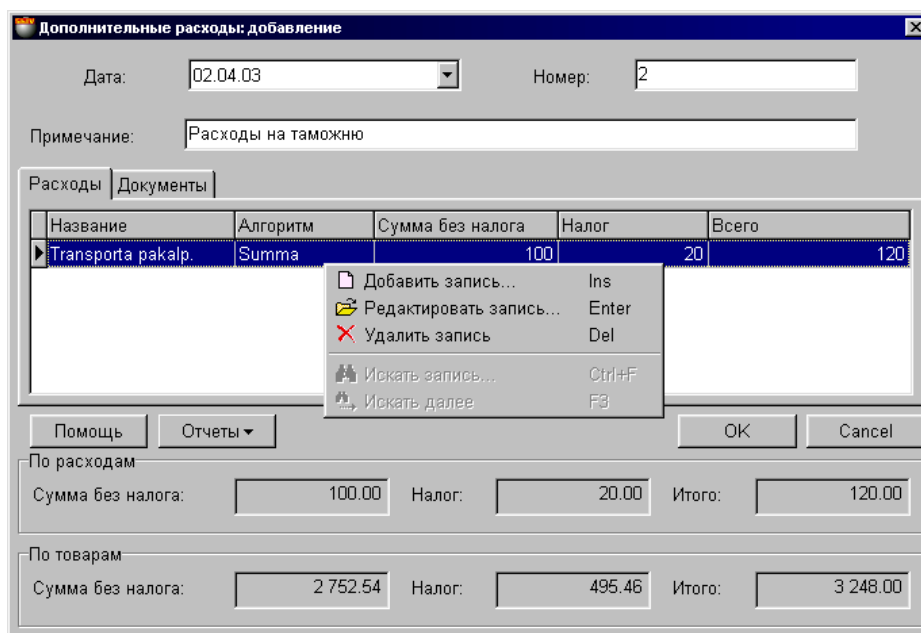 Дополнительные расходы: добавление
Дата: 02.04.03 Номер: 2
Примечание: Расходы на таможню
Расходы Документы
Название Алгоритм Сумма без налога Налог Всего
Transporta pakalp. Summa 100 20 120
Добавить запись... Ins
Редактировать запись... Enter
Удалить запись Del
Искать запись... Ctrl+F
Искать далее F3
Помощь Отчеты OK Cancel
По расходам
Сумма без налога: 100.00 Налог: 20.00 Итого: 120.00
По товарам
Сумма без налога: 2 752.54 Налог: 495.46 Итого: 3 248.00